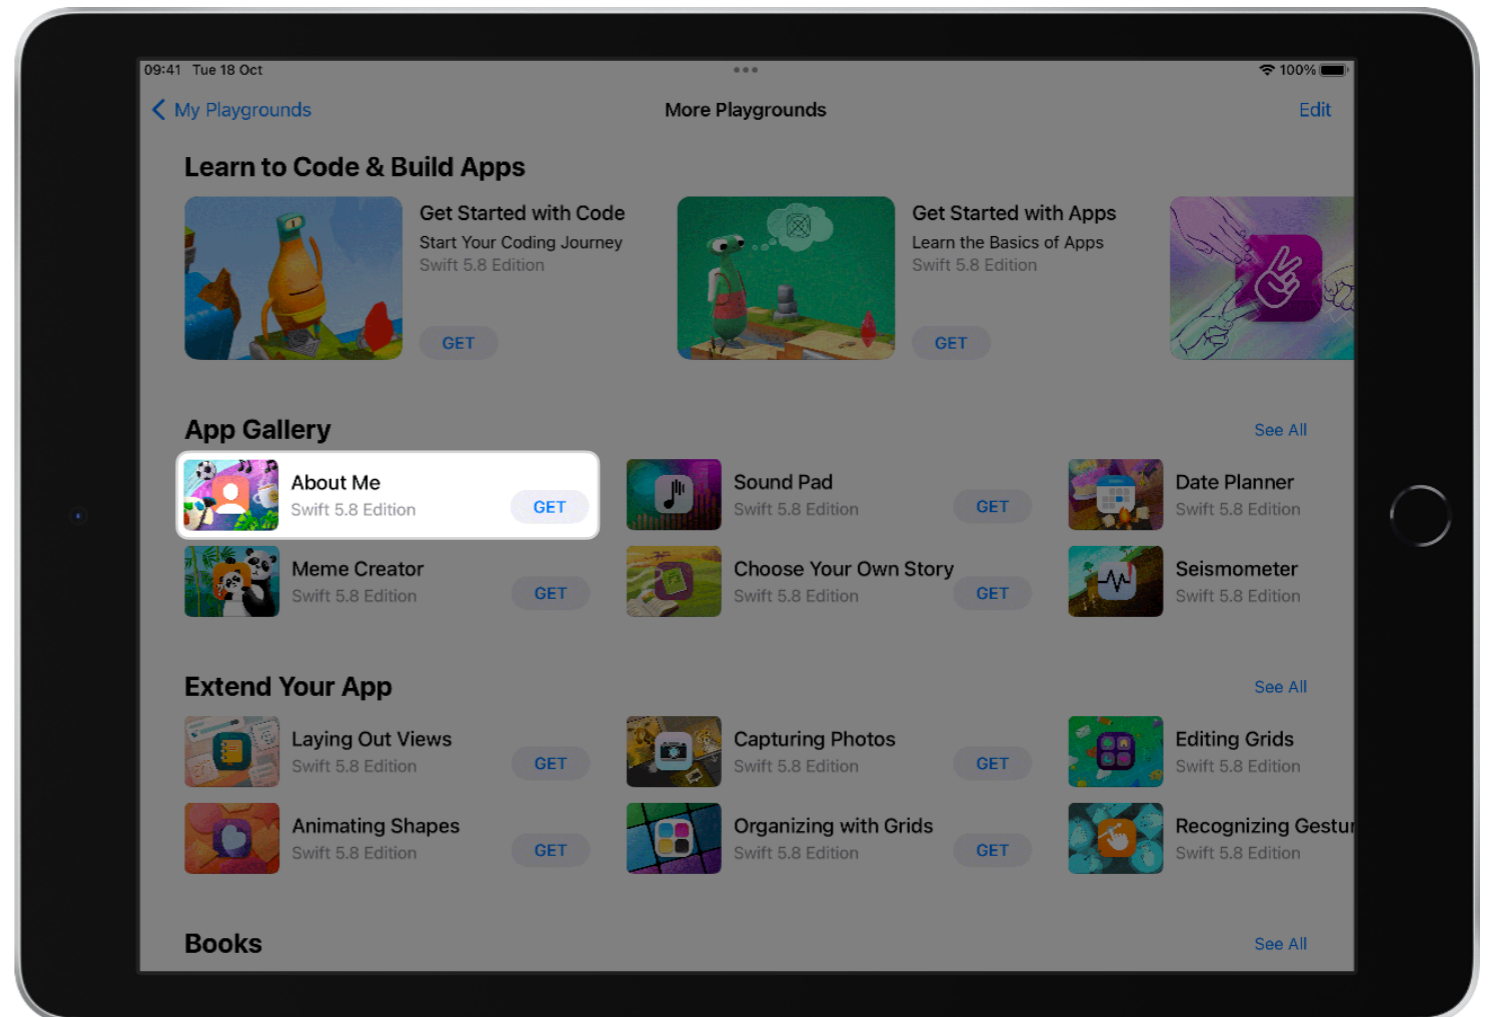 09:41 Tue 18 Oct
100%
My Playgrounds
More Playgrounds
Edit
Learn to Code & Build Apps
Get Started with Code
Start Your Coding Journey
Swift 5.8 Edition
GET
Get Started with Apps
Learn the Basics of Apps
Swift 5.8 Edition
GET
App Gallery
See All
About Me
Swift 5.8 Edition
GET
Sound Pad
Swift 5.8 Edition
GET
Date Planner
Swift 5.8 Edition
Meme Creator
Swift 5.8 Edition
GET
Choose Your Own Story
Swift 5.8 Edition
GET
Seismometer
Swift 5.8 Edition
Extend Your App
See All
Laying Out Views
Swift 5.8 Edition
GET
Capturing Photos
Swift 5.8 Edition
GET
Editing Grids
Swift 5.8 Edition
Animating Shapes
Swift 5.8 Edition
GET
Organizing with Grids
Swift 5.8 Edition
GET
Recognizing Gestur
Swift 5.8 Edition
Books
See All